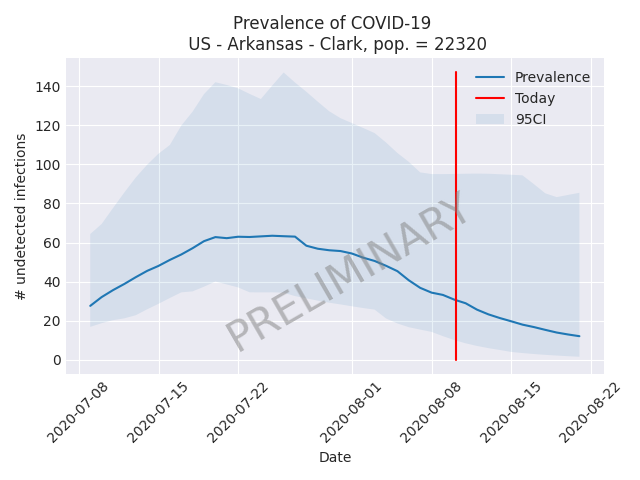 Prevalence of COVID-19
US - Arkansas - Clark, pop. = 22320
# undetected infections
140
120
100
80
60
40
20
0
Prevalence
Today
95CI
PRELIMINARY
2020-07-08
2020-07-15
2020-07-22
2020-08-01
2020-08-08
2020-08-15
2020-08-22
Date